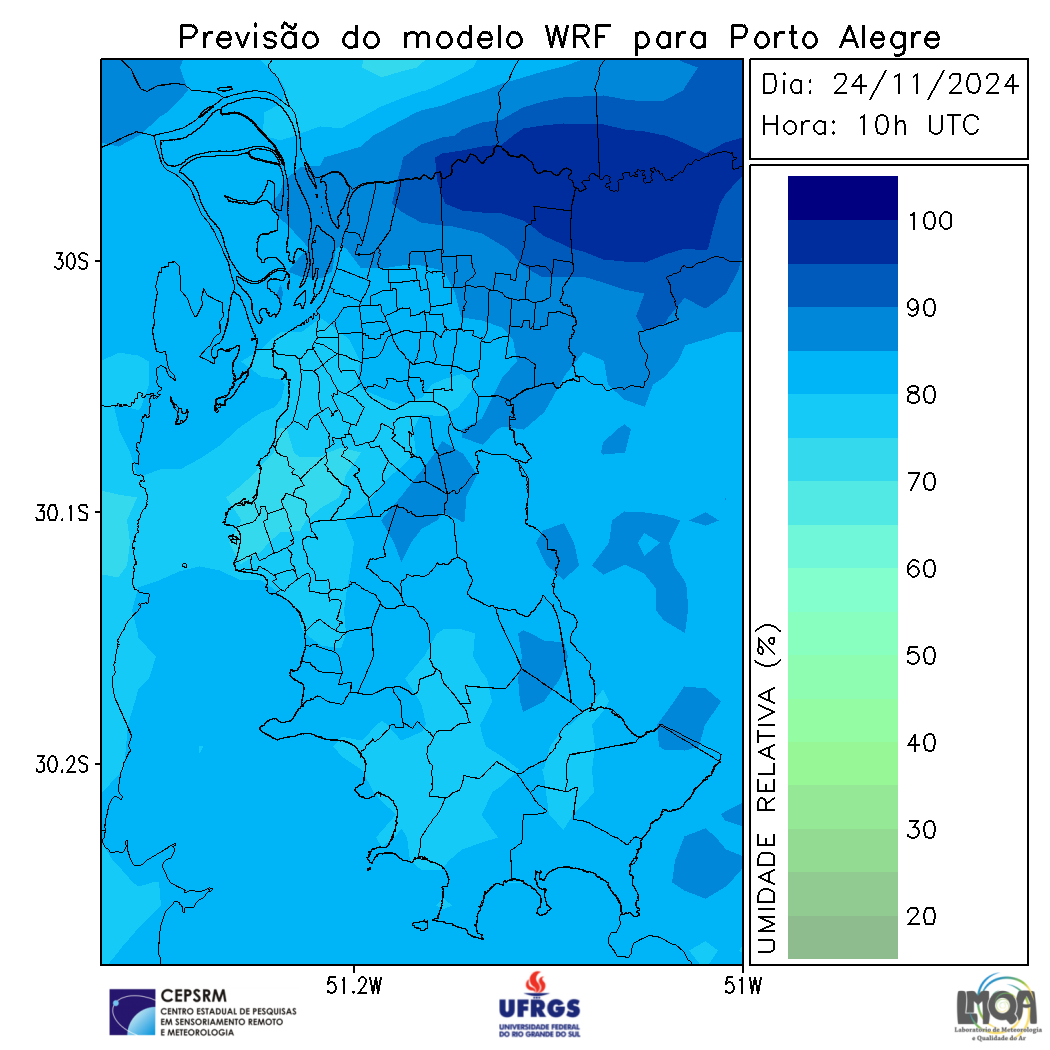 Previsão do modelo WRF para Porto Alegre
Dia: 24/11/2024
Hora: 10h UTC
30S
30.1S
30.2S
51.2W
51W
100
90
80
70
60
50
40
30
20
UMIDADE RELATIVA (%)
CEPSRM
CENTRO ESTADUAL DE PESQUISAS
EM SENSORIAMENTO REMOTO
E METEOROLOGIA
UFRGS
UNIVERSIDADE FEDERAL
DO RIO GRANDE DO SUL
LMQA
Laboratório de Meteorologia
e Qualidade do Ar